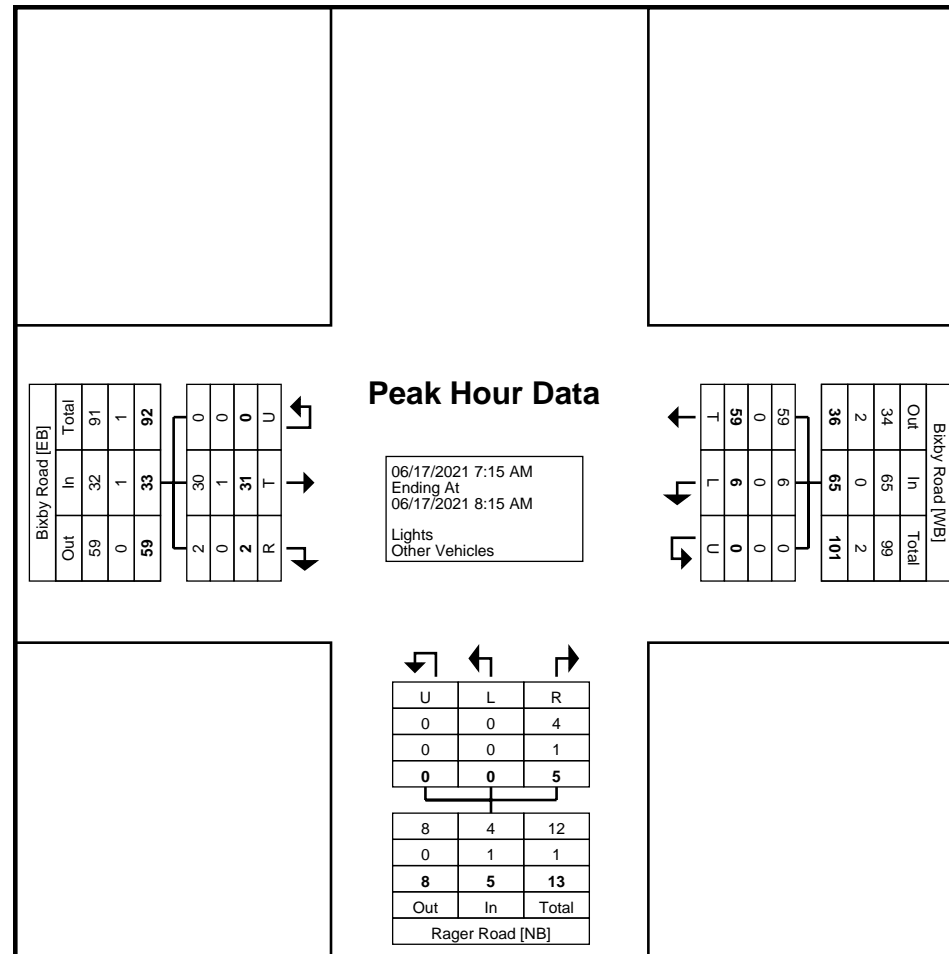 Peak Hour Data
06/17/2021 7:15 AM
Ending At
06/17/2021 8:15 AM
Lights
Other Vehicles
Bixby Road [EB]
Total In Out
91 32 59
1 1 0
92 33 59
0 30 2
0 1 0
0 31 2
U T R
T L U
59 6 0
0 0 0
59 6 0
36 65 101
2 0 2
34 65 99
Out In Total
Bixby Road [WB]
U L R
0 0 4
0 0 1
0 0 5
8 4 12
0 1 1
8 5 13
Out In Total
Rager Road [NB]